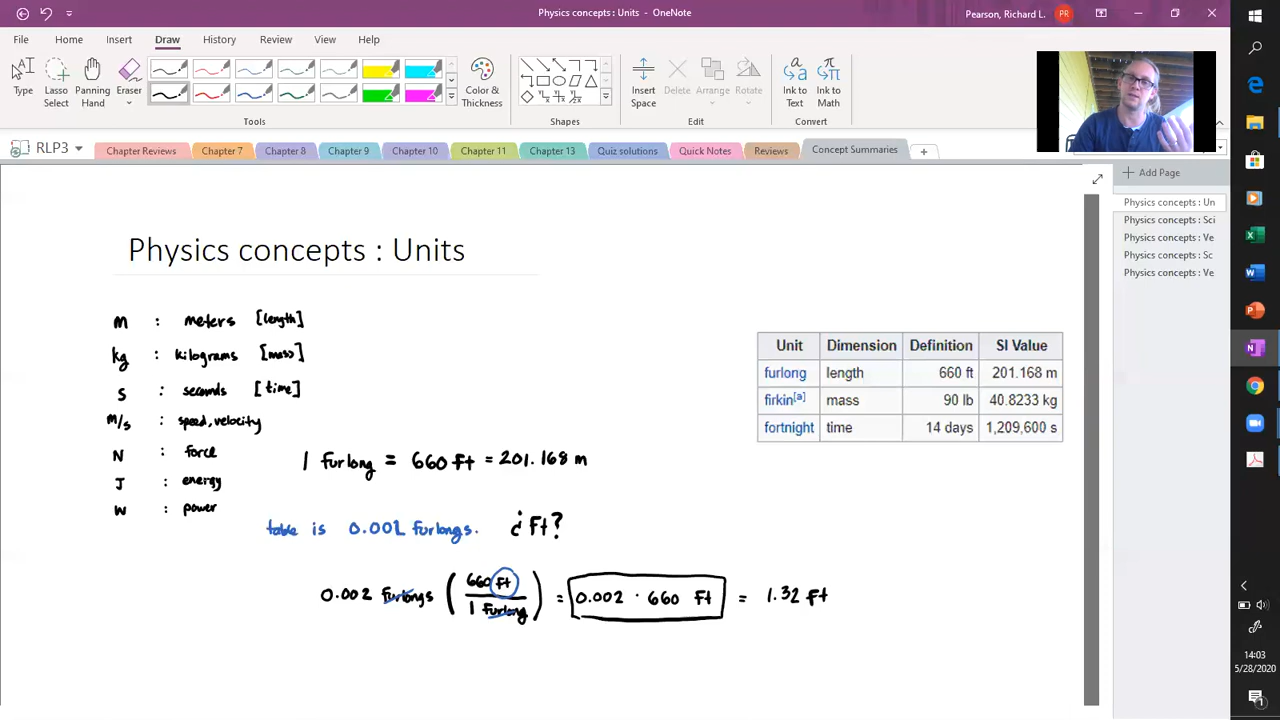 Physics concepts : Units - OneNote
Pearson, Richard L. RP
File Home Insert Draw History Review View Help
Type Lasso Select Panning Hand Eraser Color & Thickness Insert Space Delete Arrange Rotate Ink to Text Ink to Math
Tools Shapes Edit Convert
RLP3 Chapter Reviews Chapter 7 Chapter 8 Chapter 9 Chapter 10 Chapter 11 Chapter 13 Quiz solutions Quick Notes Reviews Concept Summaries
Add Page
Physics concepts : Un
Physics concepts : Sci
Physics concepts : Ve
Physics concepts : Sc
Physics concepts : Ve
Physics concepts : Units
m : meters [length]
kg : kilograms [mass]
s : seconds [time]
m/s : speed, velocity
N : force
J : energy
W : power
Unit Dimension Definition SI Value
furlong length 660 ft 201.168 m
firkin[a] mass 90 lb 40.8233 kg
fortnight time 14 days 1,209,600 s
1 furlong = 660 ft = 201.168 m
table is 0.002 furlongs. ¿ ft?
0.002 furlongs ( 660 ft / 1 furlong ) = 0.002 · 660 ft = 1.32 ft
14:03
5/28/2020